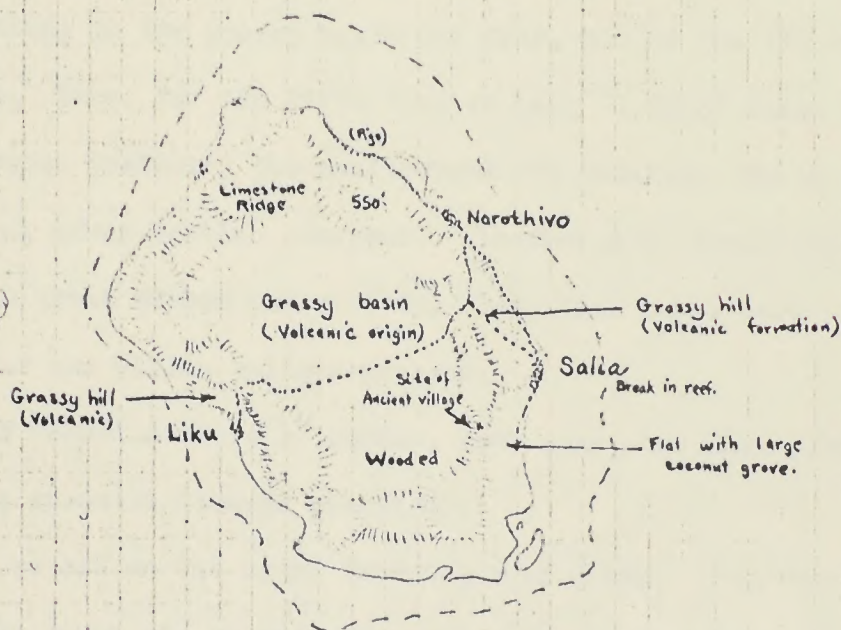 (Rigo)
Limestone
Ridge
550'
Narothivo
Grassy basin
(Volcanic origin)
Grassy hill
(Volcanic formation)
Salia
Break in reef.
Site of
Ancient village
Grassy hill
(Volcanic)
Liku
Wooded
Flat with large
coconut grove.